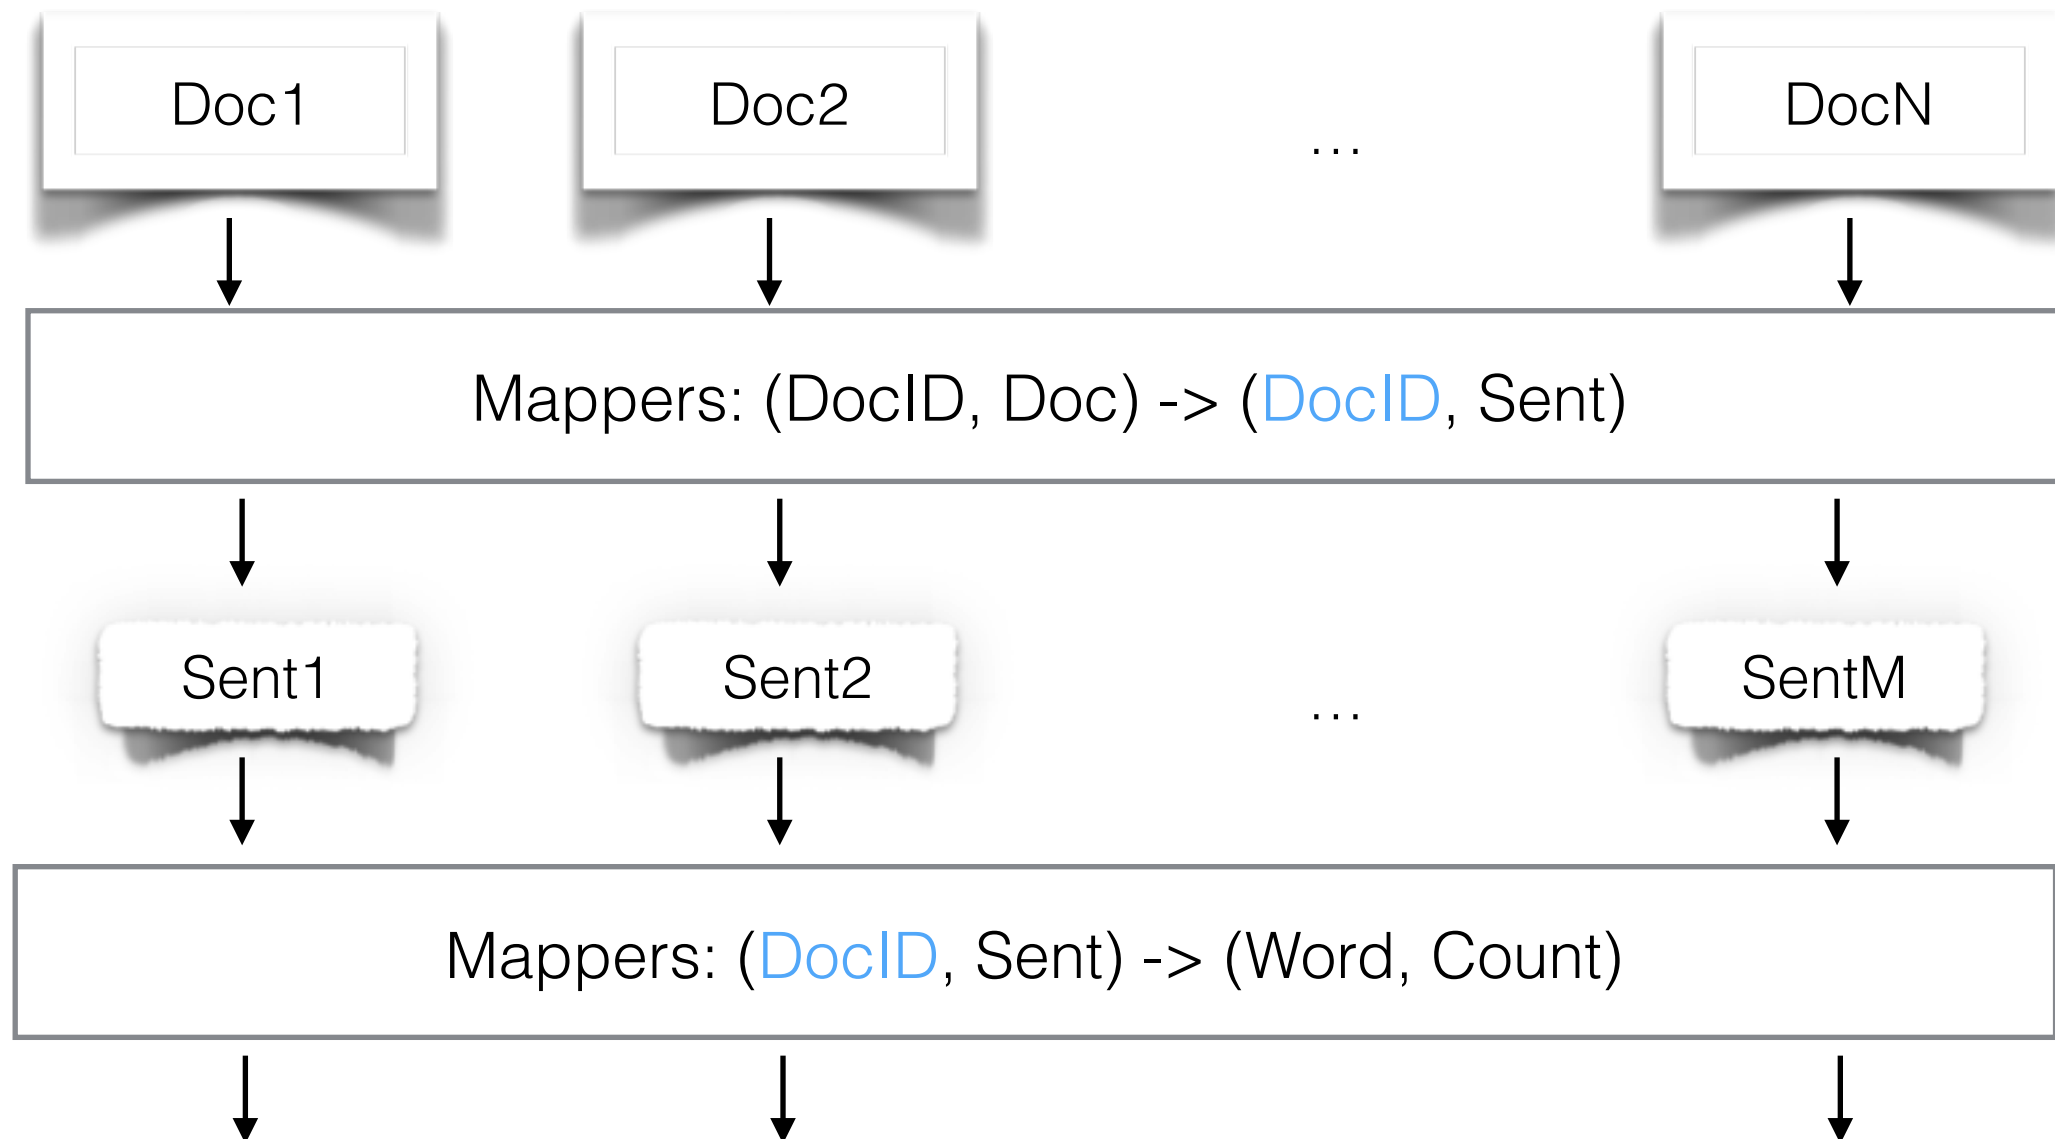 Doc1
Doc2
...
DocN
Mappers: (DocID, Doc) -> (DocID, Sent)
Sent1
Sent2
...
SentM
Mappers: (DocID, Sent) -> (Word, Count)